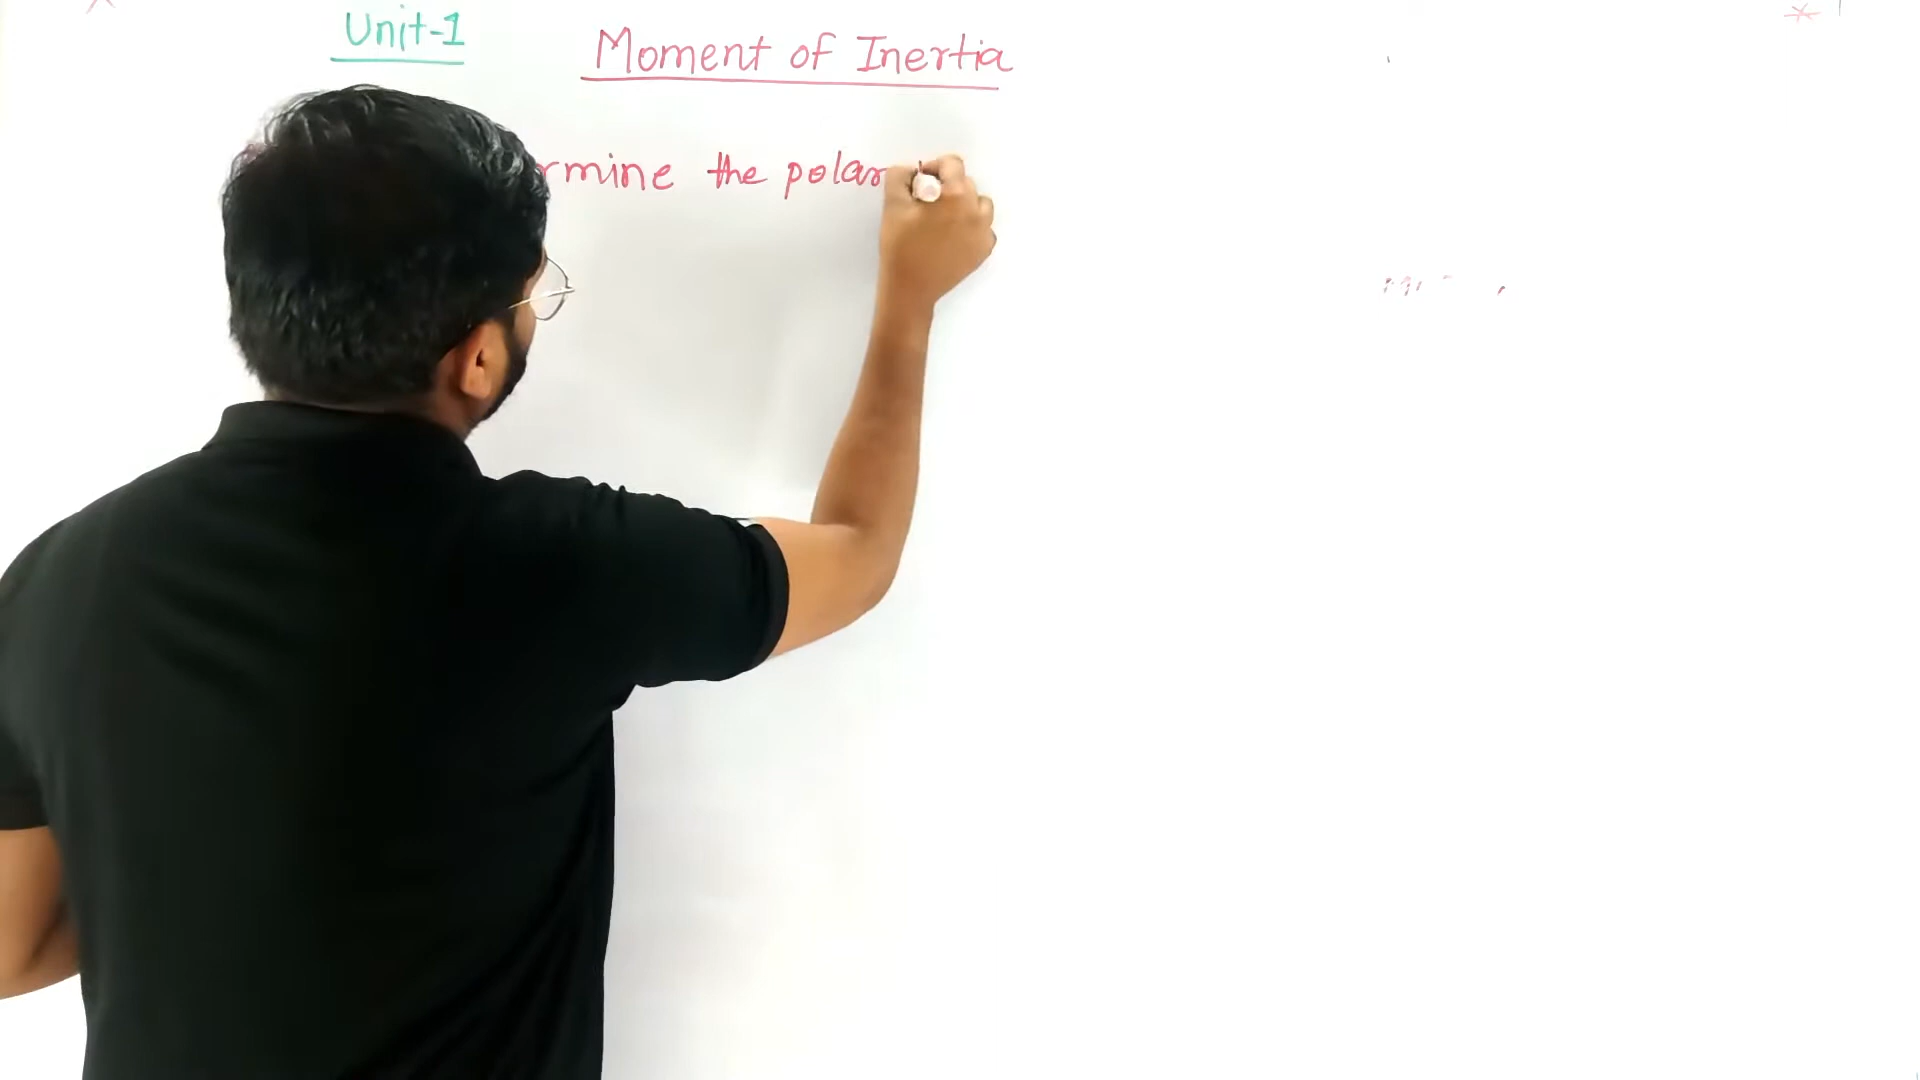 Unit-1
Moment of Inertia
rmine the polar